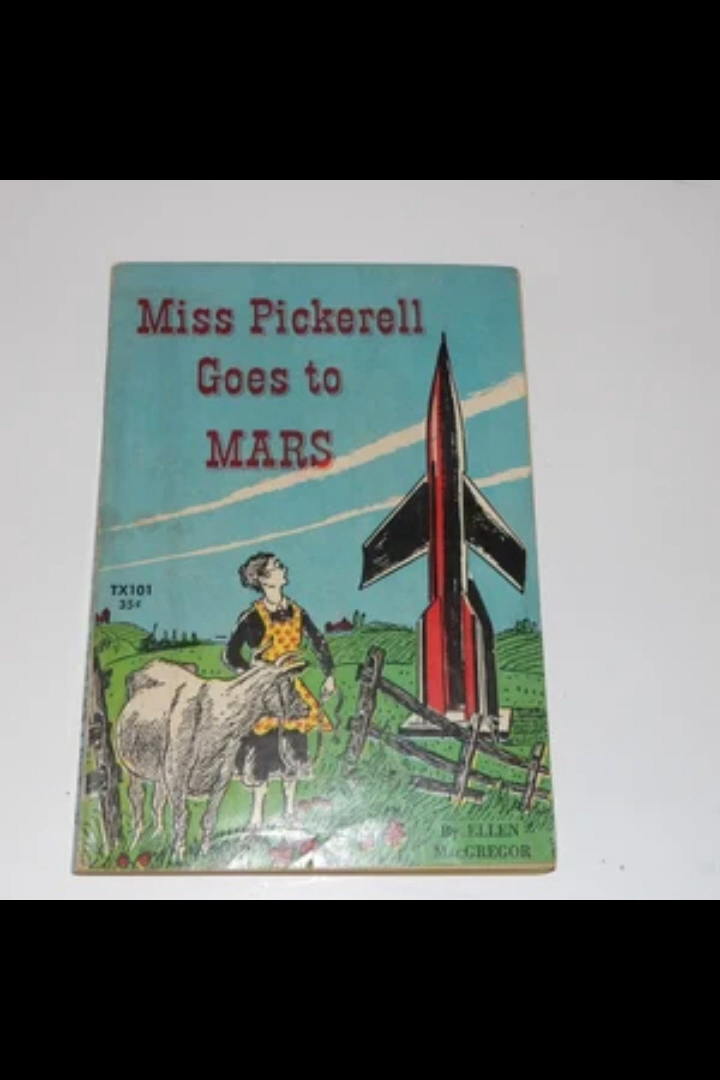 Miss Pickerell
Goes to
MARS
TX101
35¢
By ELLEN
MacGREGOR